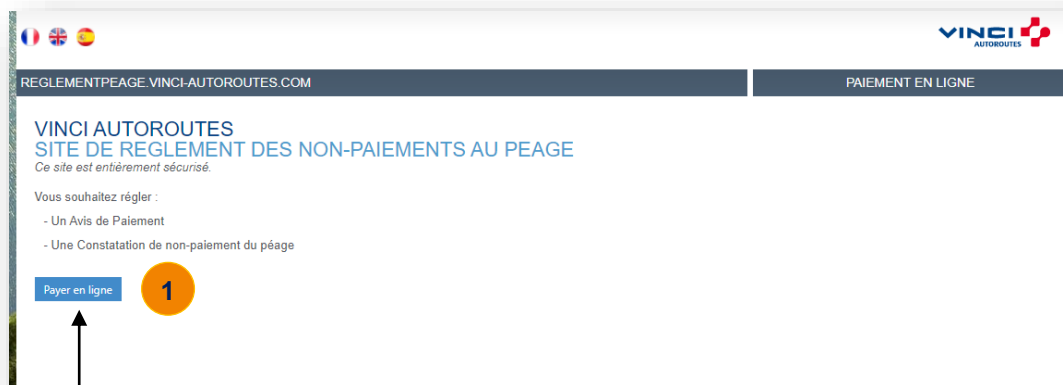 VINCI
AUTOROUTES
REGLEMENTPEAGE.VINCI-AUTOROUTES.COM
PAIEMENT EN LIGNE
VINCI AUTOROUTES
SITE DE REGLEMENT DES NON-PAIEMENTS AU PEAGE
Ce site est entièrement sécurisé.
Vous souhaitez régler :
- Un Avis de Paiement
- Une Constatation de non-paiement du péage
Payer en ligne
1